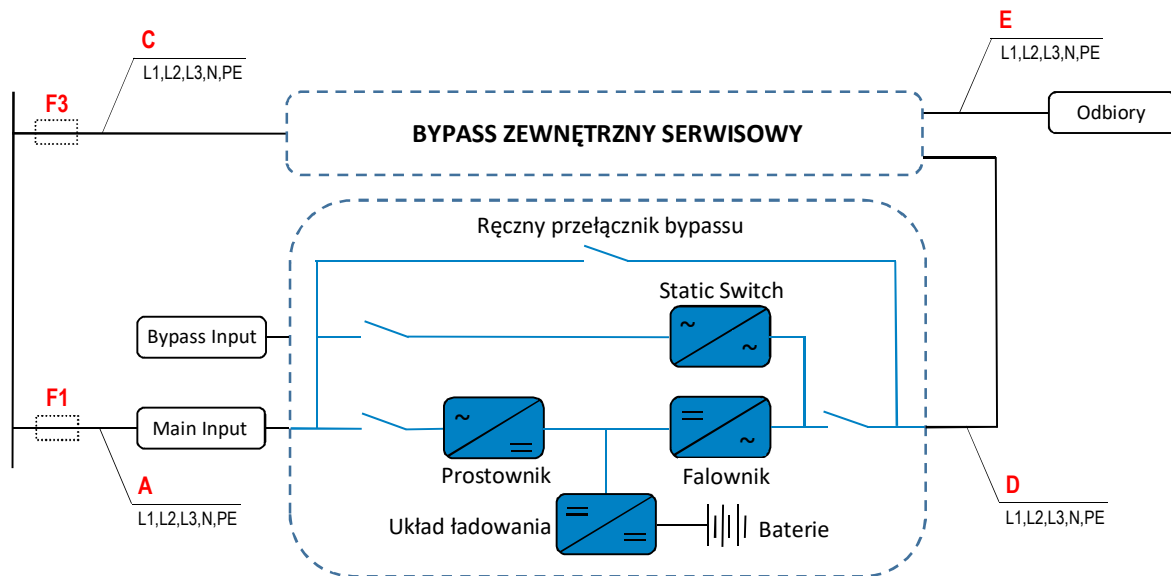 C
L1,L2,L3,N,PE
E
L1,L2,L3,N,PE
F3
BYPASS ZEWNĘTRZNY SERWISOWY
Odbiory
Ręczny przełącznik bypassu
Static Switch
~
~
Bypass Input
F1
Main Input
~
Prostownik
~
Falownik
A
L1,L2,L3,N,PE
D
L1,L2,L3,N,PE
Układ ładowania
Baterie